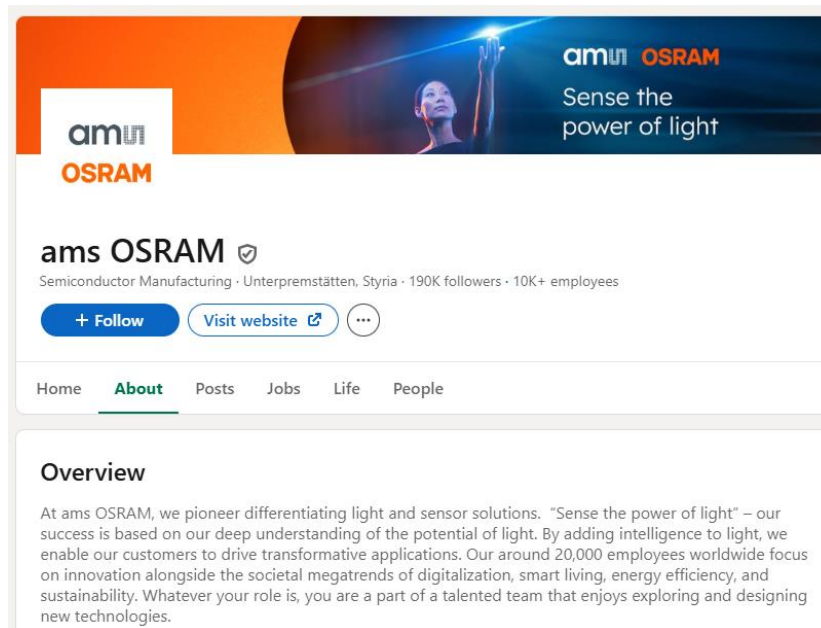 am OSRAM
Sense the
power of light
am
OSRAM
ams OSRAM
Semiconductor Manufacturing · Unterpremstätten, Styria · 190K followers · 10K+ employees
+ Follow
Visit website
Home About Posts Jobs Life People
Overview
At ams OSRAM, we pioneer differentiating light and sensor solutions. “Sense the power of light” – our
success is based on our deep understanding of the potential of light. By adding intelligence to light, we
enable our customers to drive transformative applications. Our around 20,000 employees worldwide focus
on innovation alongside the societal megatrends of digitalization, smart living, energy efficiency, and
sustainability. Whatever your role is, you are a part of a talented team that enjoys exploring and designing
new technologies.